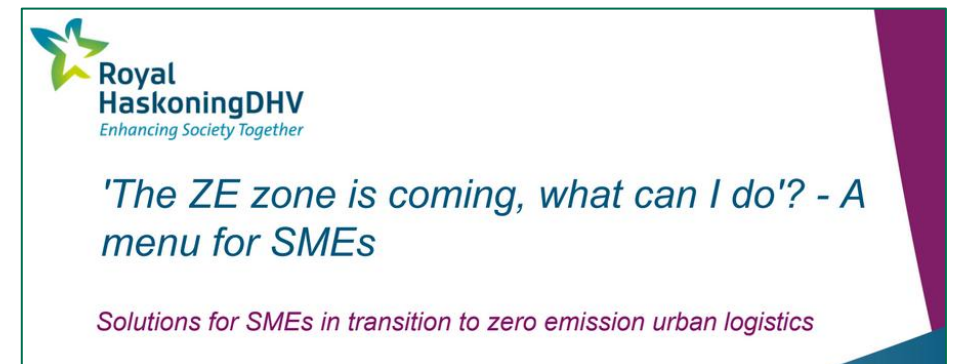 Royal
HaskoningDHV
Enhancing Society Together
'The ZE zone is coming, what can I do'? - A
menu for SMEs
Solutions for SMEs in transition to zero emission urban logistics